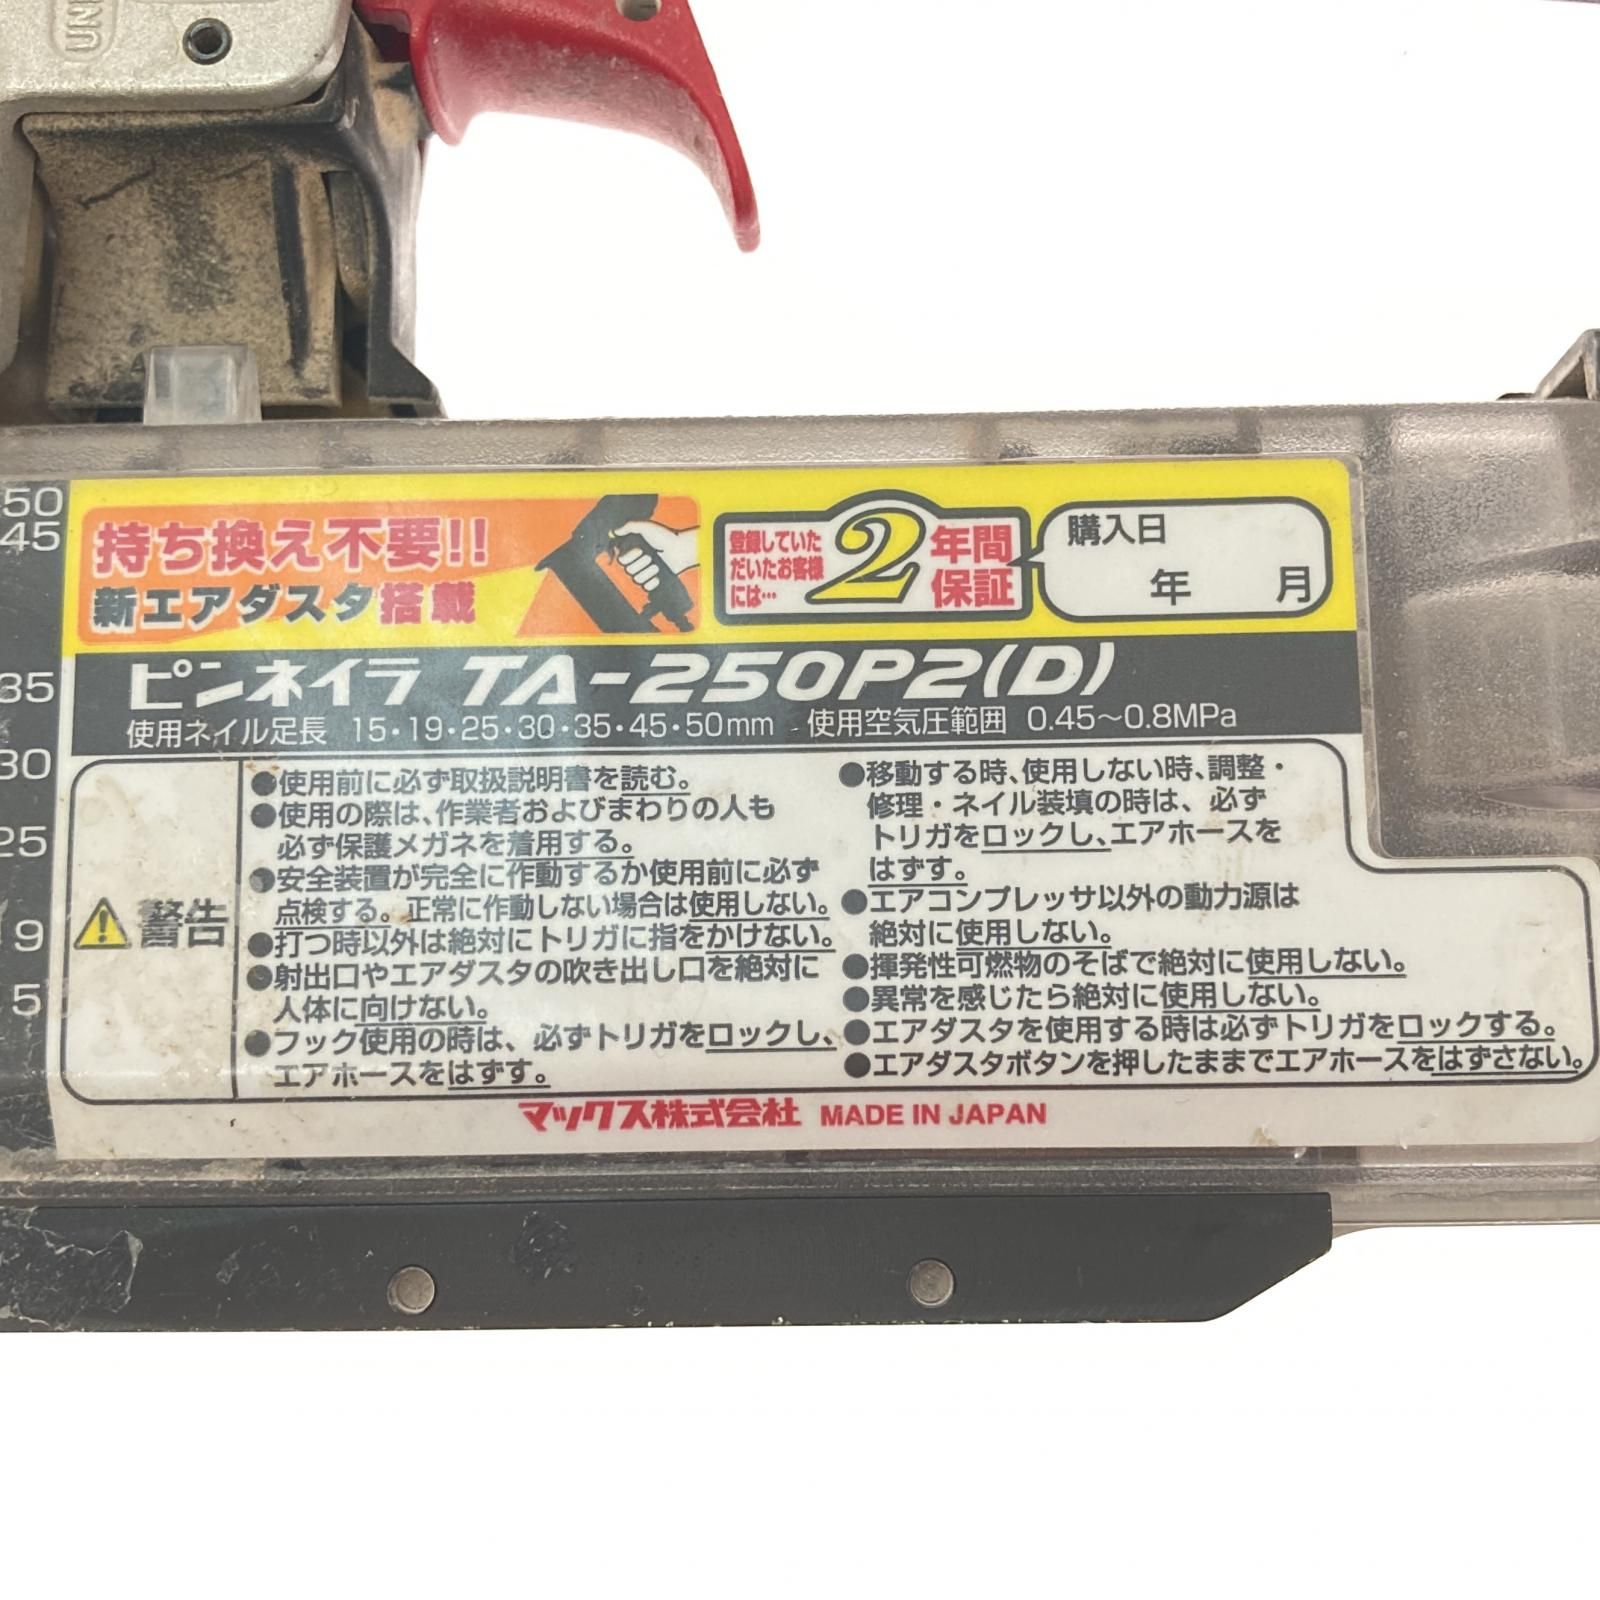 UN
50
45
35
30
25
19
15
持ち換え不要!!
新エアダスタ搭載
登録していた
だいたお客様
には…
2年間
保証
購入日
年 月
ピンネイラ TA-250P2(D)
使用ネイル足長 15・19・25・30・35・45・50mm 使用空気圧範囲 0.45～0.8MPa
警告
●使用前に必ず取扱説明書を読む。
●使用の際は、作業者およびまわりの人も
必ず保護メガネを着用する。
●安全装置が完全に作動するか使用前に必ず
点検する。正常に作動しない場合は使用しない。
●打つ時以外は絶対にトリガに指をかけない。
●射出口やエアダスタの吹き出し口を絶対に
人体に向けない。
●フック使用の時は、必ずトリガをロックし、
エアホースをはずす。
●移動する時、使用しない時、調整・
修理・ネイル装填の時は、必ず
トリガをロックし、エアホースを
はずす。
●エアコンプレッサ以外の動力源は
絶対に使用しない。
●揮発性可燃物のそばで絶対に使用しない。
●異常を感じたら絶対に使用しない。
●エアダスタを使用する時は必ずトリガをロックする。
●エアダスタボタンを押したままでエアホースをはずさない。
マックス株式会社 MADE IN JAPAN